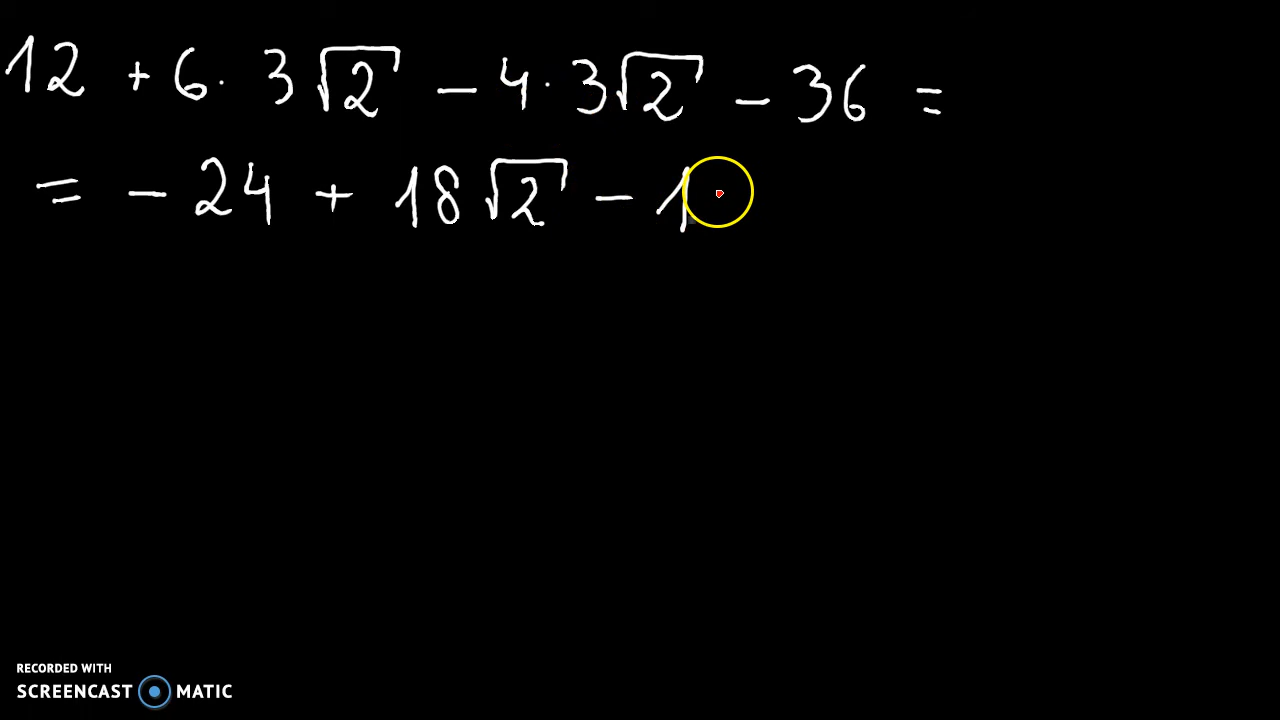 12 + 6 · 3√2 − 4 · 3√2 − 36 =
= − 24 + 18√2 − 1
RECORDED WITH
SCREENCAST MATIC